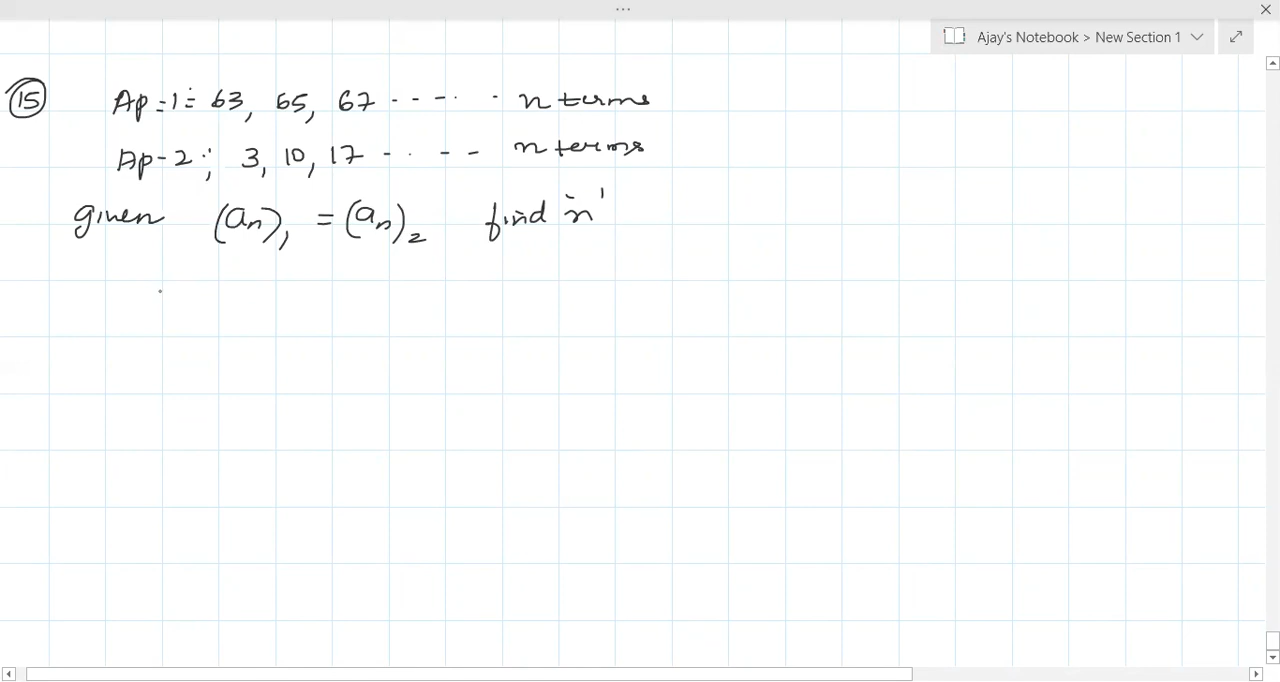 Ajay's Notebook > New Section 1
15 Ap-1: 63, 65, 67 ----- n terms
Ap-2: 3, 10, 17 ----- n terms
given (an)₁ = (an)₂ find 'n'